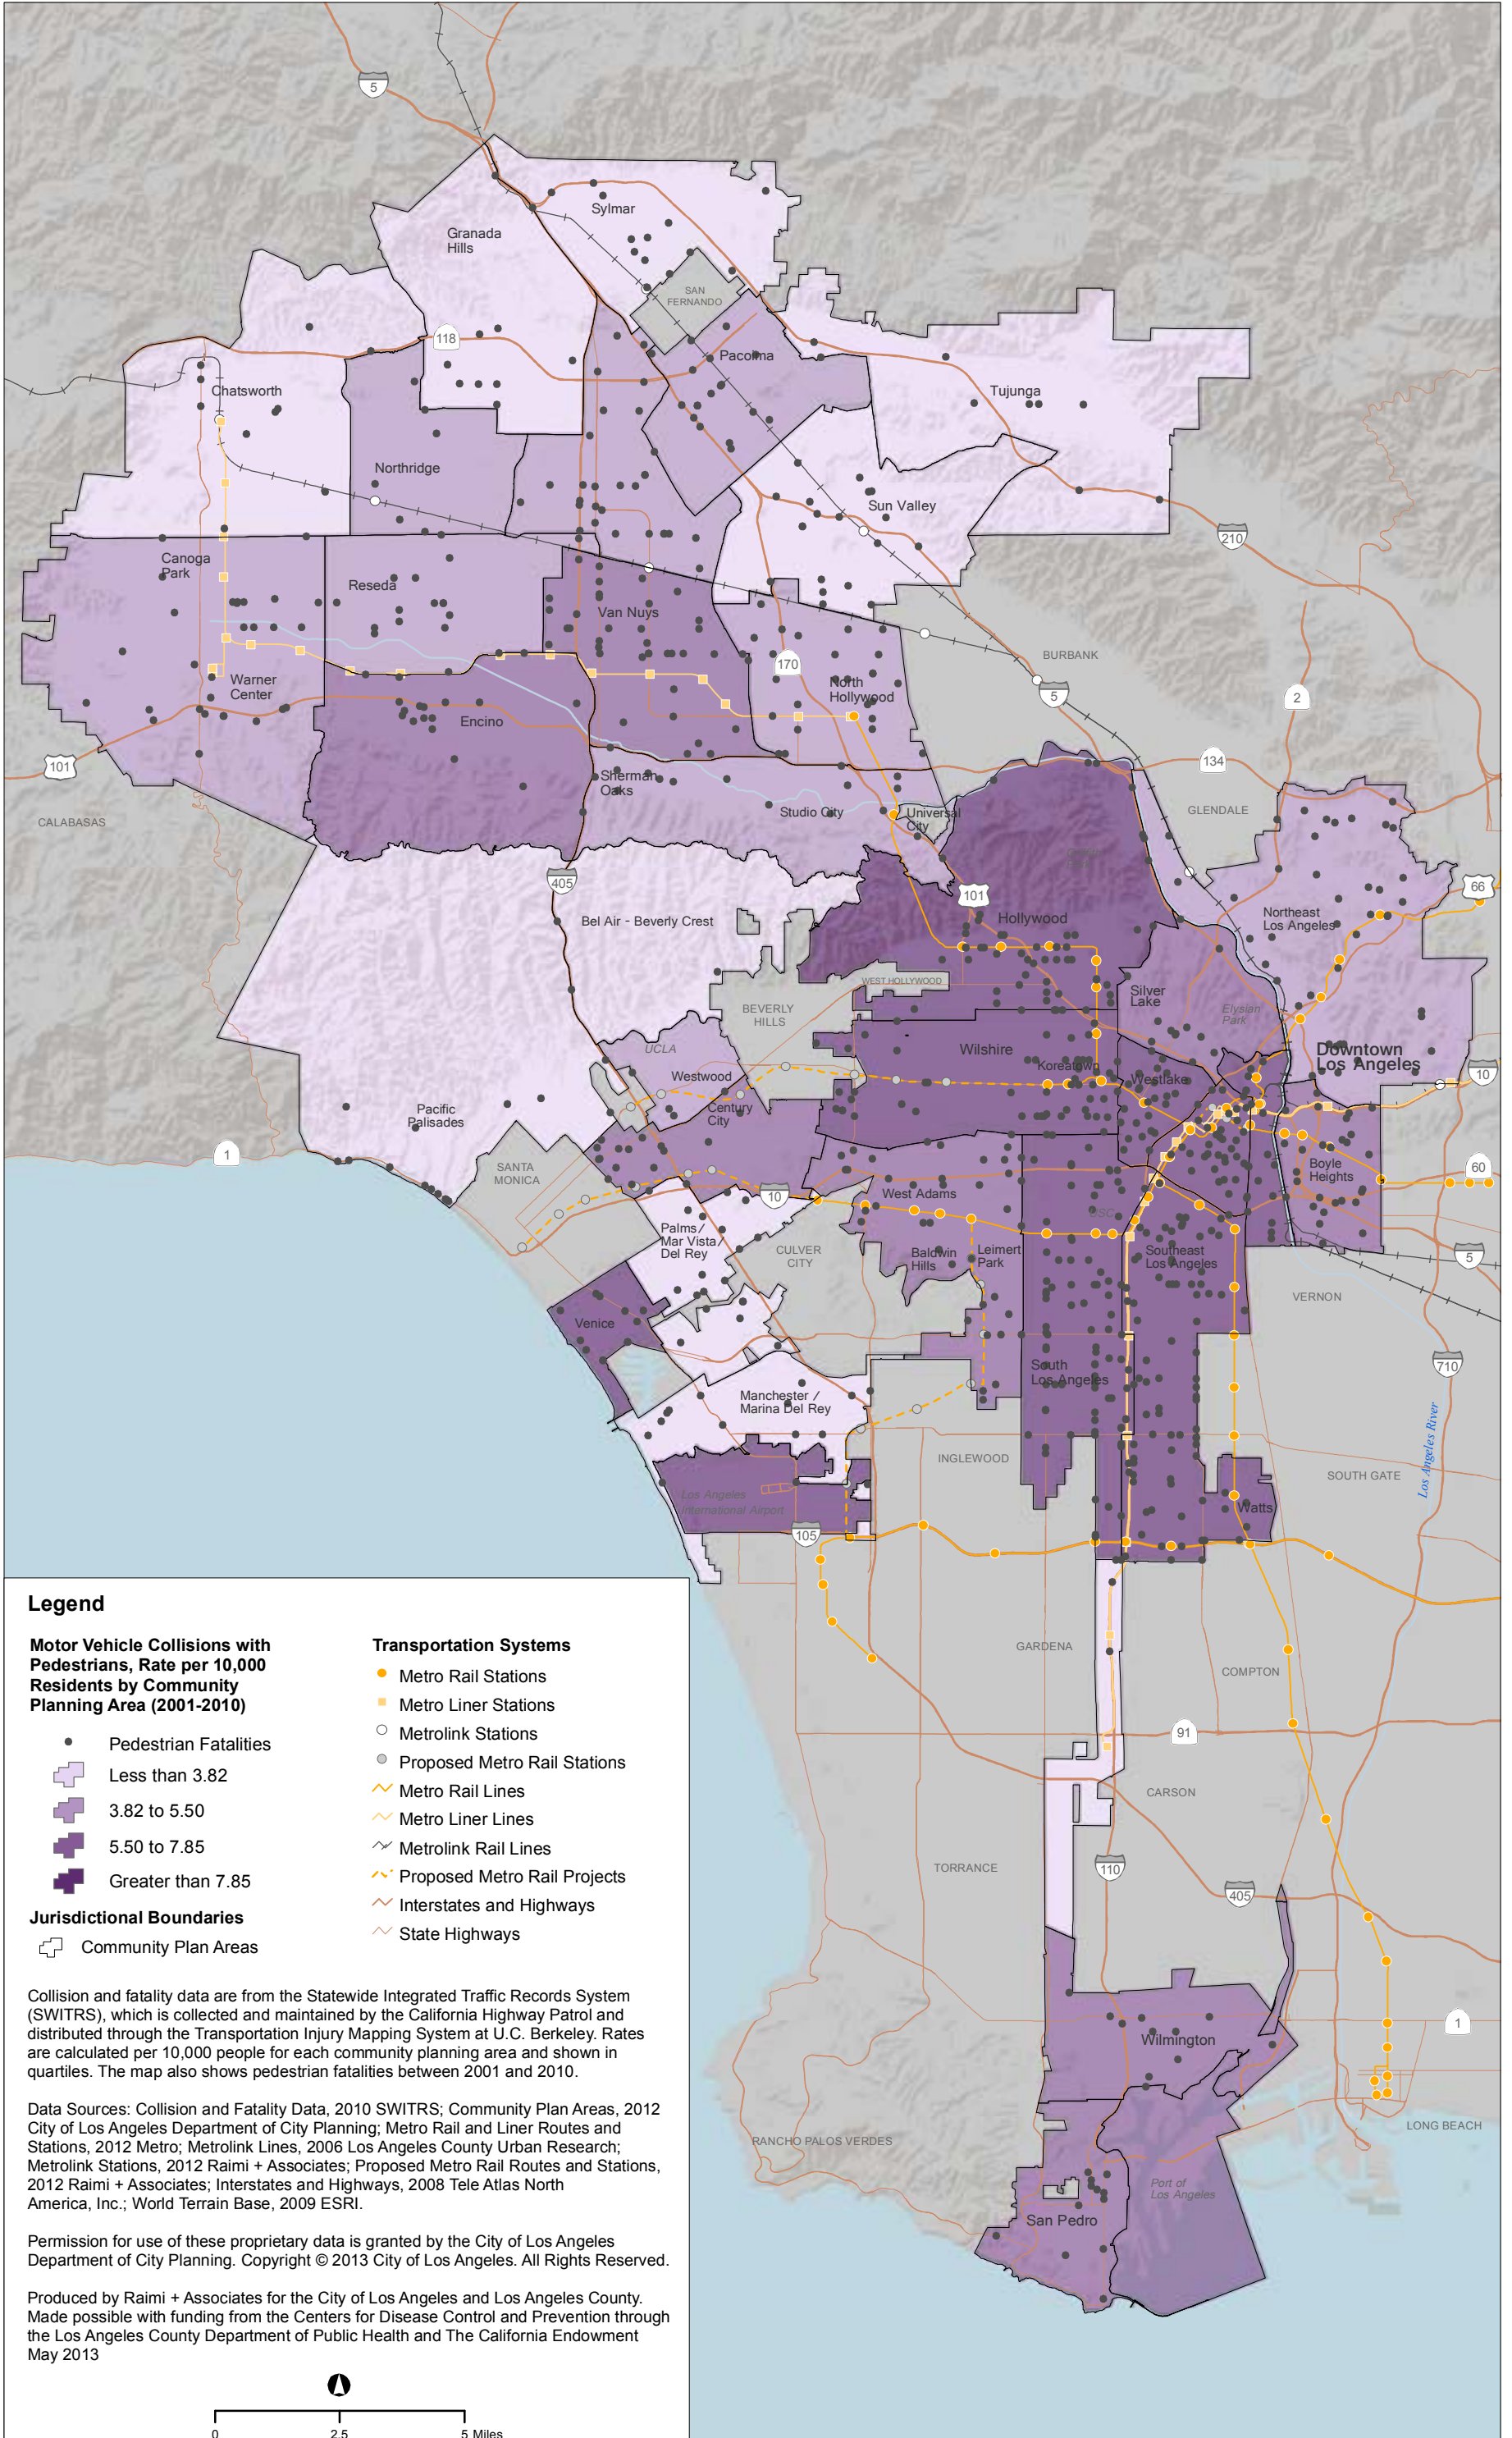 5
Sylmar
Granada
Hills
SAN
FERNANDO
118
Pacoima
Chatsworth
Tujunga
Northridge
Sun Valley
210
Canoga
Park
Reseda
Van Nuys
170
BURBANK
North
Hollywood
5
2
Warner
Center
Encino
101
134
Sherman
Oaks
Studio City
Universal
City
GLENDALE
CALABASAS
405
101
66
Bel Air - Beverly Crest
Hollywood
Northeast
Los Angeles
WEST HOLLYWOOD
Silver
Lake
Elysian
Park
BEVERLY
HILLS
UCLA
Wilshire
Koreatown
Westlake
Downtown
Los Angeles
10
Westwood
Century
City
Pacific
Palisades
1
SANTA
MONICA
10
West Adams
USC
Boyle
Heights
60
Palms/
Mar Vista/
Del Rey
CULVER
CITY
Baldwin
Hills
Leimert
Park
Southeast
Los Angeles
5
VERNON
Venice
South
Los Angeles
710
Manchester /
Marina Del Rey
Los Angeles River
INGLEWOOD
SOUTH GATE
Los Angeles
International Airport
Watts
105
GARDENA
COMPTON
91
CARSON
TORRANCE
110
405
1
Wilmington
LONG BEACH
RANCHO PALOS VERDES
Port of
Los Angeles
San Pedro
Legend
Motor Vehicle Collisions with
Pedestrians, Rate per 10,000
Residents by Community
Planning Area (2001-2010)
Pedestrian Fatalities
Less than 3.82
3.82 to 5.50
5.50 to 7.85
Greater than 7.85
Jurisdictional Boundaries
Community Plan Areas
Transportation Systems
Metro Rail Stations
Metro Liner Stations
Metrolink Stations
Proposed Metro Rail Stations
Metro Rail Lines
Metro Liner Lines
Metrolink Rail Lines
Proposed Metro Rail Projects
Interstates and Highways
State Highways
Collision and fatality data are from the Statewide Integrated Traffic Records System
(SWITRS), which is collected and maintained by the California Highway Patrol and
distributed through the Transportation Injury Mapping System at U.C. Berkeley. Rates
are calculated per 10,000 people for each community planning area and shown in
quartiles. The map also shows pedestrian fatalities between 2001 and 2010.
Data Sources: Collision and Fatality Data, 2010 SWITRS; Community Plan Areas, 2012
City of Los Angeles Department of City Planning; Metro Rail and Liner Routes and
Stations, 2012 Metro; Metrolink Lines, 2006 Los Angeles County Urban Research;
Metrolink Stations, 2012 Raimi + Associates; Proposed Metro Rail Routes and Stations,
2012 Raimi + Associates; Interstates and Highways, 2008 Tele Atlas North
America, Inc.; World Terrain Base, 2009 ESRI.
Permission for use of these proprietary data is granted by the City of Los Angeles
Department of City Planning. Copyright © 2013 City of Los Angeles. All Rights Reserved.
Produced by Raimi + Associates for the City of Los Angeles and Los Angeles County.
Made possible with funding from the Centers for Disease Control and Prevention through
the Los Angeles County Department of Public Health and The California Endowment
May 2013
0 2.5 5 Miles